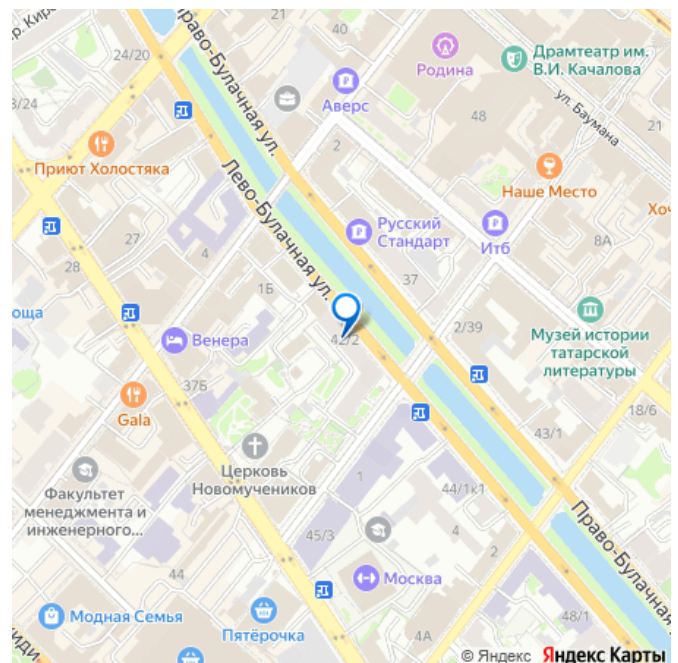 24/20
21
40
Право-Булачная ул.
3/24
Аверс
Родина
Драмтеатр им.
В.И. Качалова
ул. Баумана
48
21
Приют Холостяка
2
Лево-Булачная ул.
Наше Место
27
4
Русский
Стандарт
Итб
8А
28
1Б
37
оща
Венера
42/2
2/39
Музей истории
татарской
литературы
37Б
Gala
18/6
43/1
Церковь
Новомучеников
Факультет
менеджмента и
инженерного...
1
44/1к1
45/3
4
2
Право-Булачная
44
Москва
Модная Семья
Пятёрочка
4А
48/1
© Яндекс Яндекс Карты